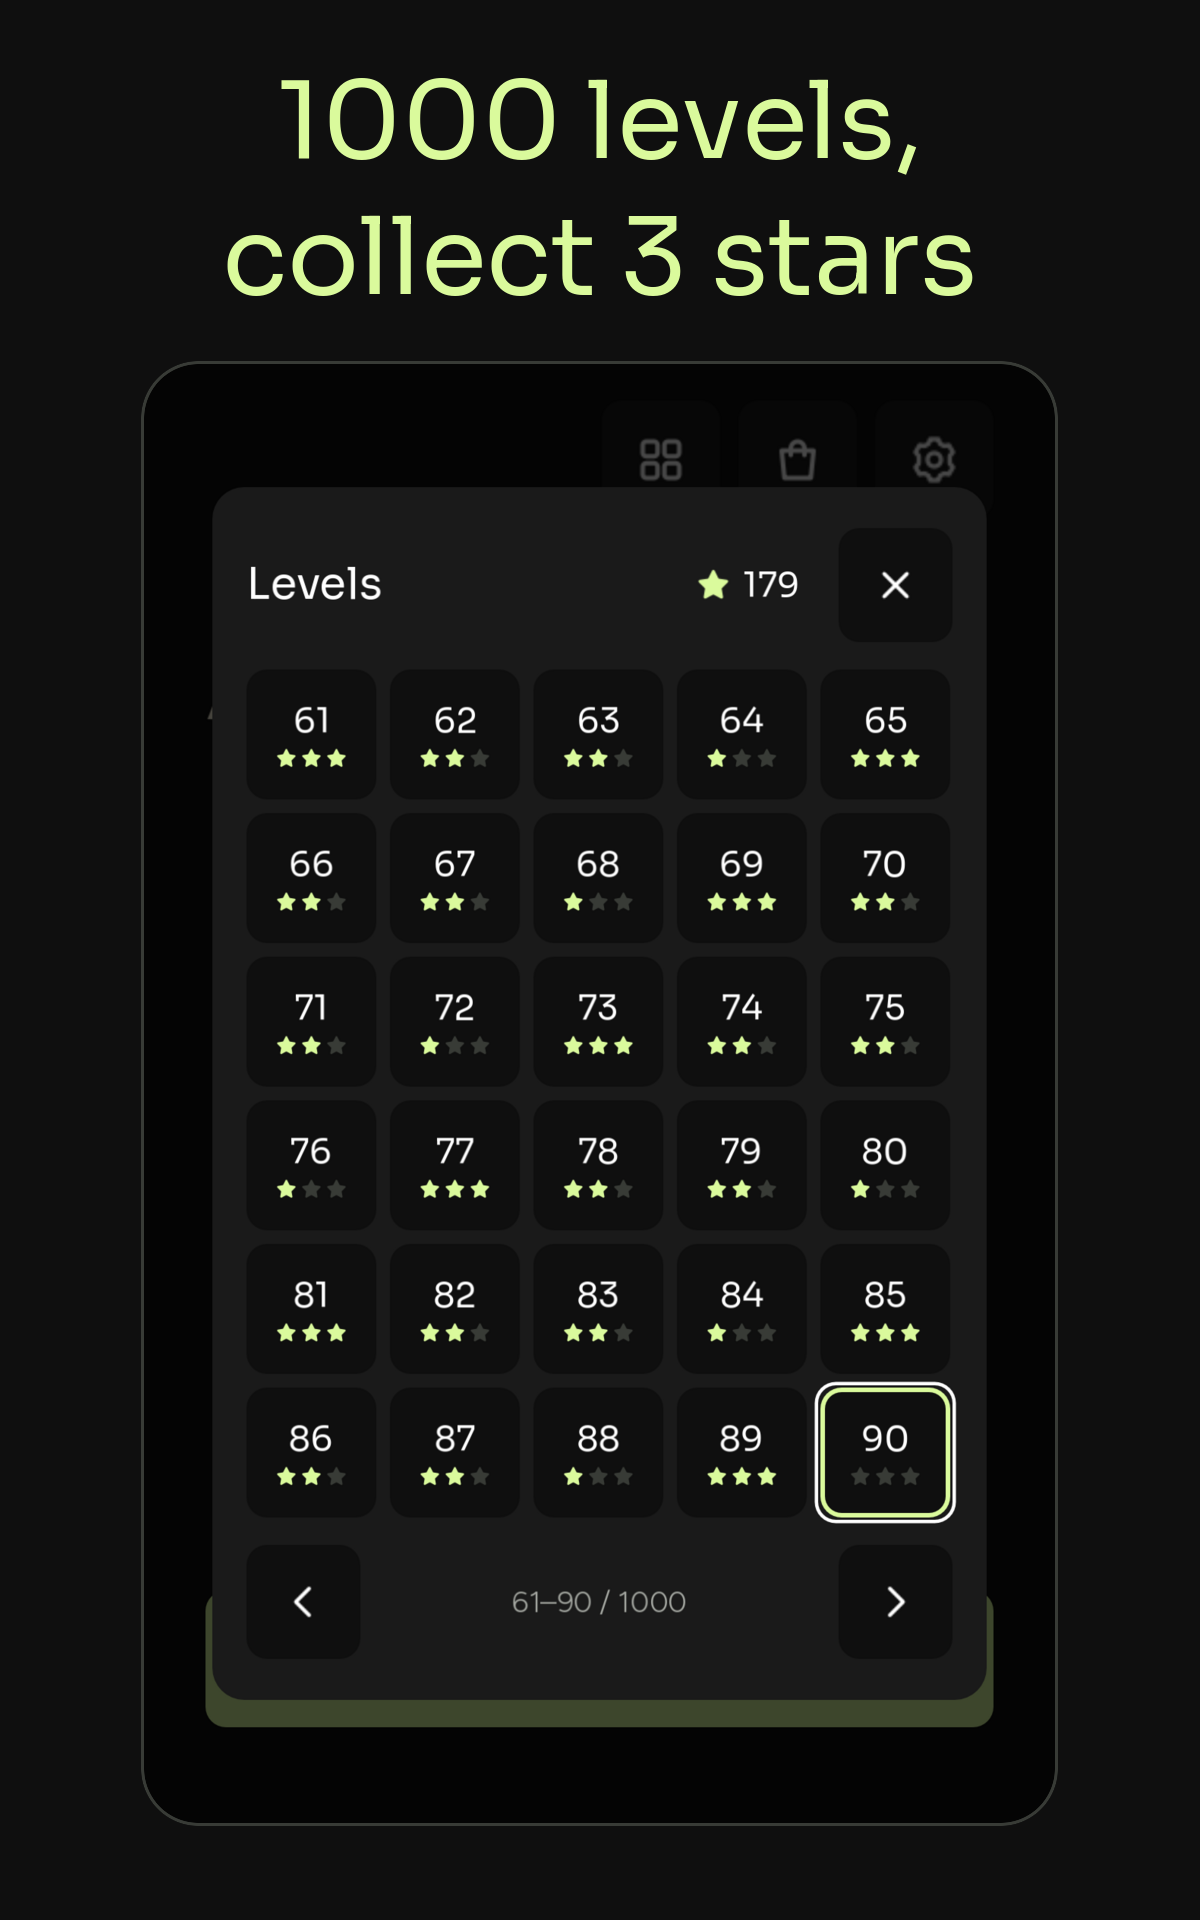 1000 levels,
collect 3 stars
Levels 179
61 62 63 64 65
66 67 68 69 70
71 72 73 74 75
76 77 78 79 80
81 82 83 84 85
86 87 88 89 90
61–90 / 1000